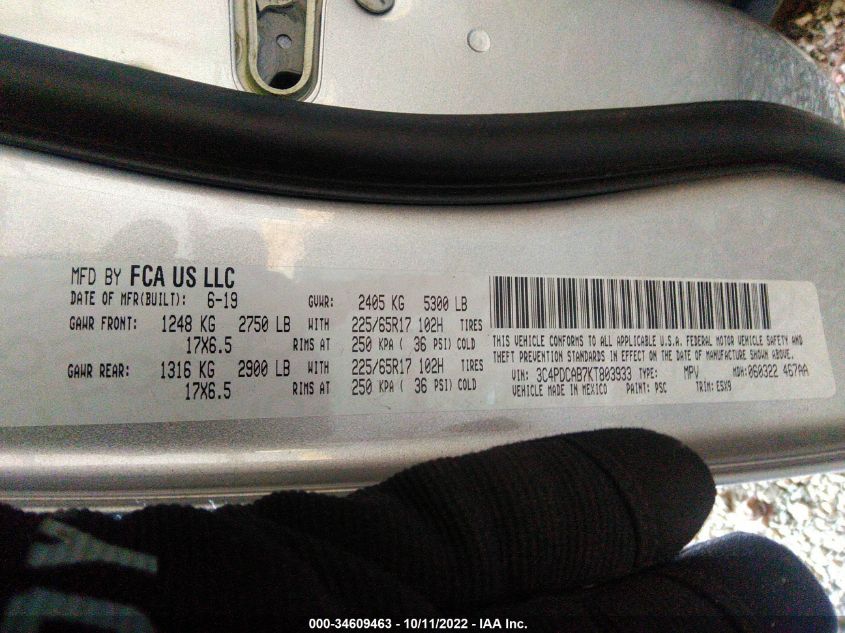 MFD BY FCA US LLC
DATE OF MFR(BUILT): 6-19 GVWR: 2405 KG 5300 LB
GAWR FRONT: 1248 KG 2750 LB WITH 225/65R17 102H TIRES
17X6.5 RIMS AT 250 KPA ( 36 PSI) COLD
GAWR REAR: 1316 KG 2900 LB WITH 225/65R17 102H TIRES
17X6.5 RIMS AT 250 KPA ( 36 PSI) COLD
THIS VEHICLE CONFORMS TO ALL APPLICABLE U.S.A. FEDERAL MOTOR VEHICLE SAFETY AND
THEFT PREVENTION STANDARDS IN EFFECT ON THE DATE OF MANUFACTURE SHOWN ABOVE.
VIN: 3C4PDCAB7KT803933 TYPE: MPV MDH: 060322 467AA
VEHICLE MADE IN MEXICO PAINT: PSC TRIM: E5X9
000-34609463 - 10/11/2022 - IAA Inc.